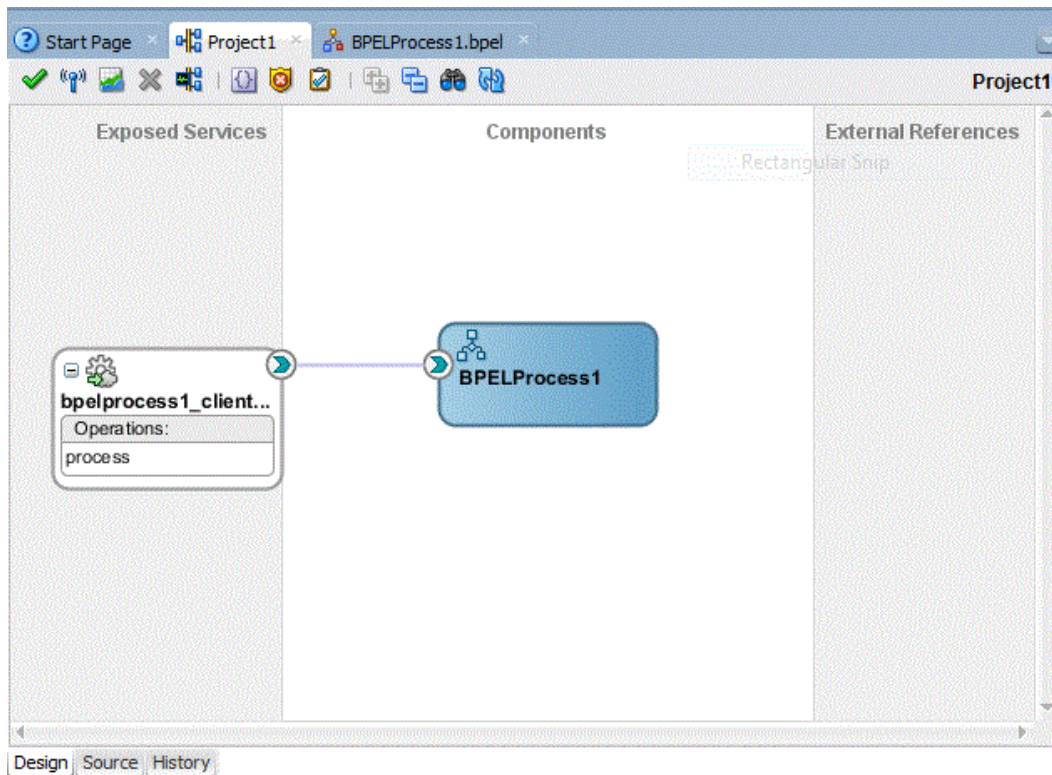 Start Page Project1 BPELProcess1.bpel
Project1
Exposed Services Components External References
Rectangular Snip
BPELProcess1
bpelprocess1_client...
Operations:
process
Design Source History